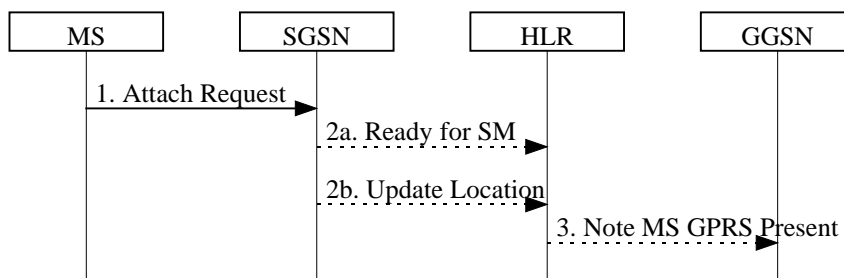 MS
SGSN
HLR
GGSN
1. Attach Request
2a. Ready for SM
2b. Update Location
3. Note MS GPRS Present